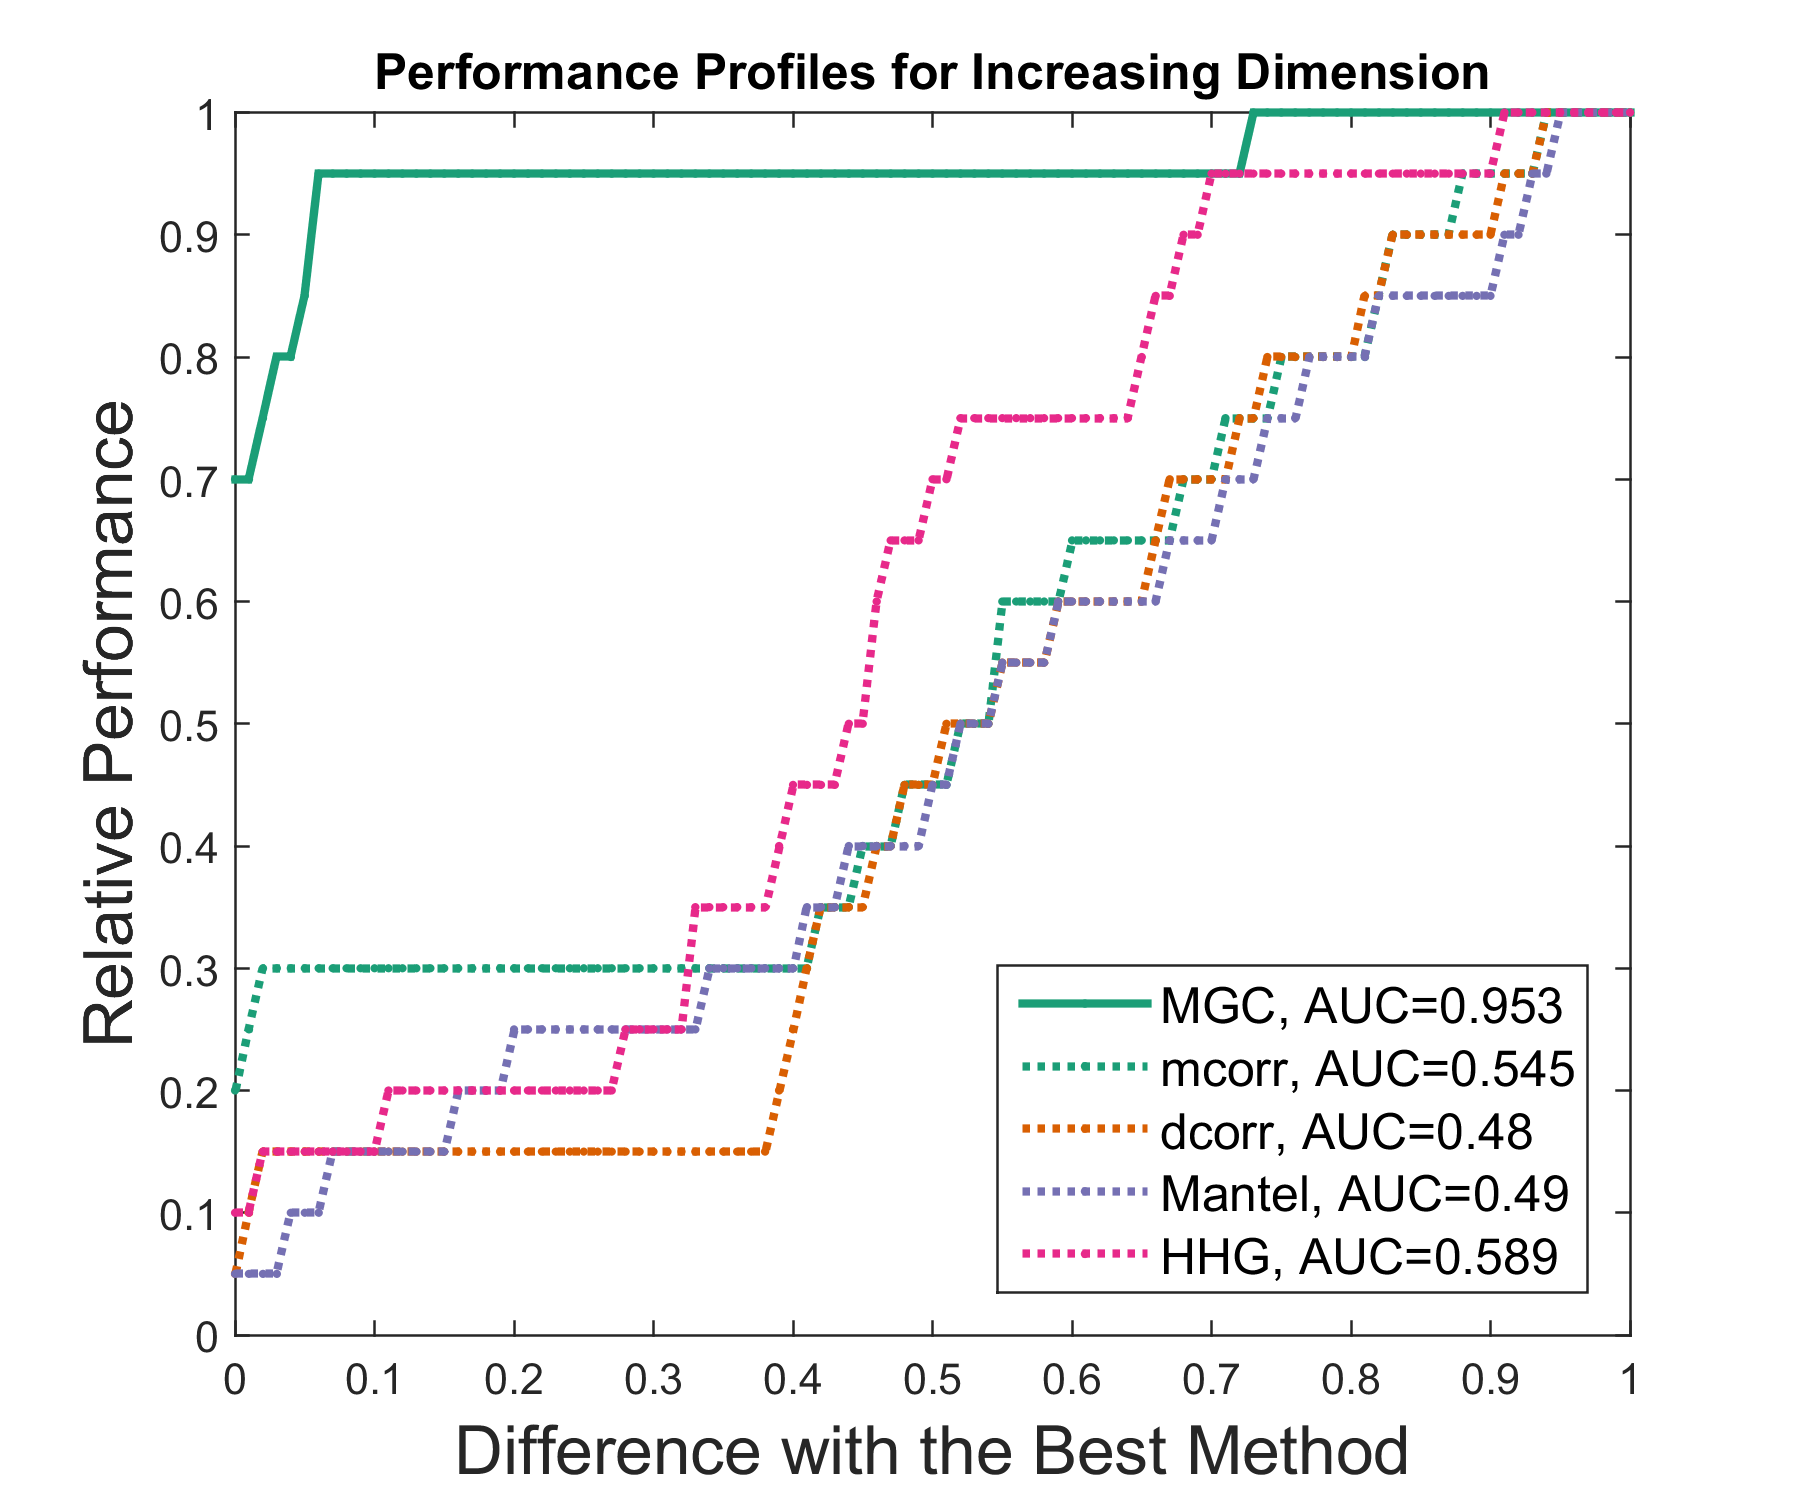 Performance Profiles for Increasing Dimension
1
0.9
0.8
0.7
0.6
0.5
0.4
0.3
0.2
0.1
0
Relative Performance
MGC, AUC=0.953
mcorr, AUC=0.545
dcorr, AUC=0.48
Mantel, AUC=0.49
HHG, AUC=0.589
0 0.1 0.2 0.3 0.4 0.5 0.6 0.7 0.8 0.9 1
Difference with the Best Method